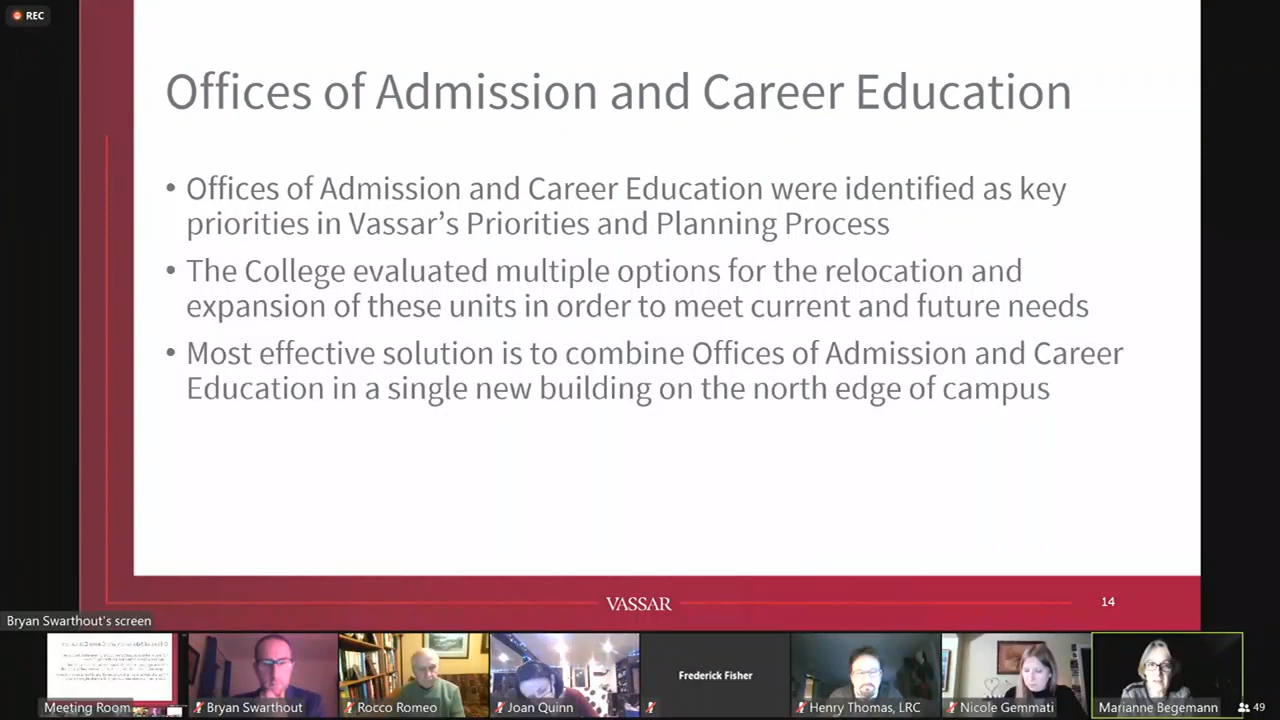 REC
Offices of Admission and Career Education
• Offices of Admission and Career Education were identified as key
priorities in Vassar’s Priorities and Planning Process
• The College evaluated multiple options for the relocation and
expansion of these units in order to meet current and future needs
• Most effective solution is to combine Offices of Admission and Career
Education in a single new building on the north edge of campus
VASSAR
14
Bryan Swarthout's screen
Frederick Fisher
Meeting Room
Bryan Swarthout
Rocco Romeo
Joan Quinn
Henry Thomas, LRC
Nicole Gemmati
Marianne Begemann
49